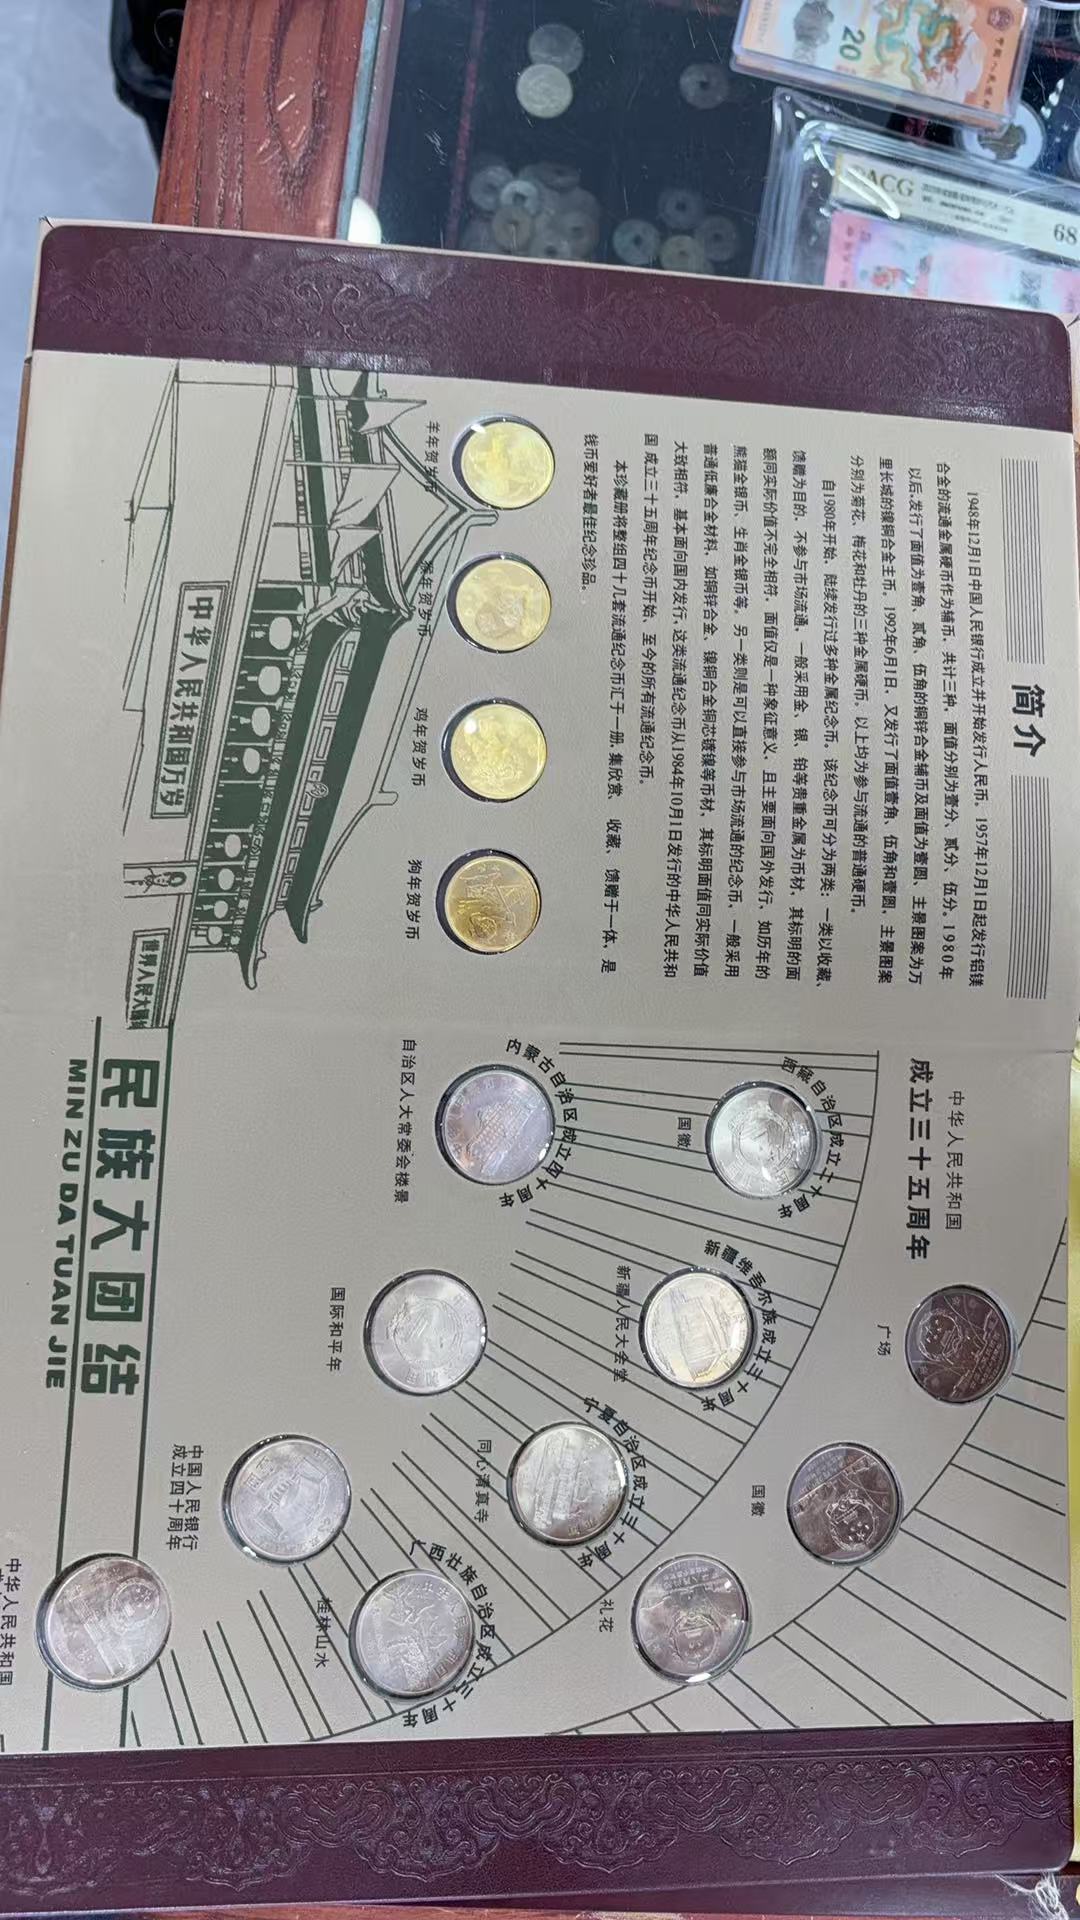 简介
1948年12月1日中国人民银行成立并开始发行人民币。1957年12月1日起发行铝镁
合金的流通金属硬币作为辅币，共计三种，面值分别为壹分、贰分、伍分。1980年
以后，发行了面值为壹角、贰角、伍角的铜锌合金辅币及面值为壹圆、主景图案为万
里长城的镍铜合金主币。1992年6月1日，又发行了面值壹角、伍角和壹圆，主景图案
分别为菊花、梅花和牡丹的三种金属硬币，以上均为参与流通的普通硬币。
自1980年开始，陆续发行过多种金属纪念币。该纪念币可分为两类：一类以收藏、
馈赠为目的，不参与市场流通，一般采用金、银、铂等贵重金属为币材，其标明的面
额同实际价值不完全相符，面值仅是一种象征意义，且主要面向国外发行，如历年的
熊猫金银币、生肖金银币等。另一类则是可以直接参与市场流通的纪念币，一般采用
普通低廉合金材料，如铜锌合金、镍铜合金铜芯镀镍等币材，其标明面值同实际价值
大致相符，基本面向国内发行，这类流通纪念币从1984年10月1日发行的中华人民共和
国成立三十五周年纪念币开始，至今的所有流通纪念币。
本珍藏册将整组四十几套流通纪念币汇于一册，集欣赏、收藏、馈赠于一体，是
钱币爱好者最佳纪念珍品。
羊年贺岁币
猴年贺岁币
鸡年贺岁币
狗年贺岁币
中华人民共和国万岁
世界人民大团结
中华人民共和国
成立三十五周年
广场
国徽
礼花
西藏自治区成立二十周年
国徽
新疆维吾尔族成立三十周年
新疆人民大会堂
宁夏自治区成立三十周年
同心清真寺
广西壮族自治区成立三十周年
桂林山水
内蒙古自治区成立四十周年
自治区人大常委会楼景
国际和平年
中国人民银行
成立四十周年
中华人民共和国
民族大团结
MIN ZU DA TUAN JIE
20
PACG
68